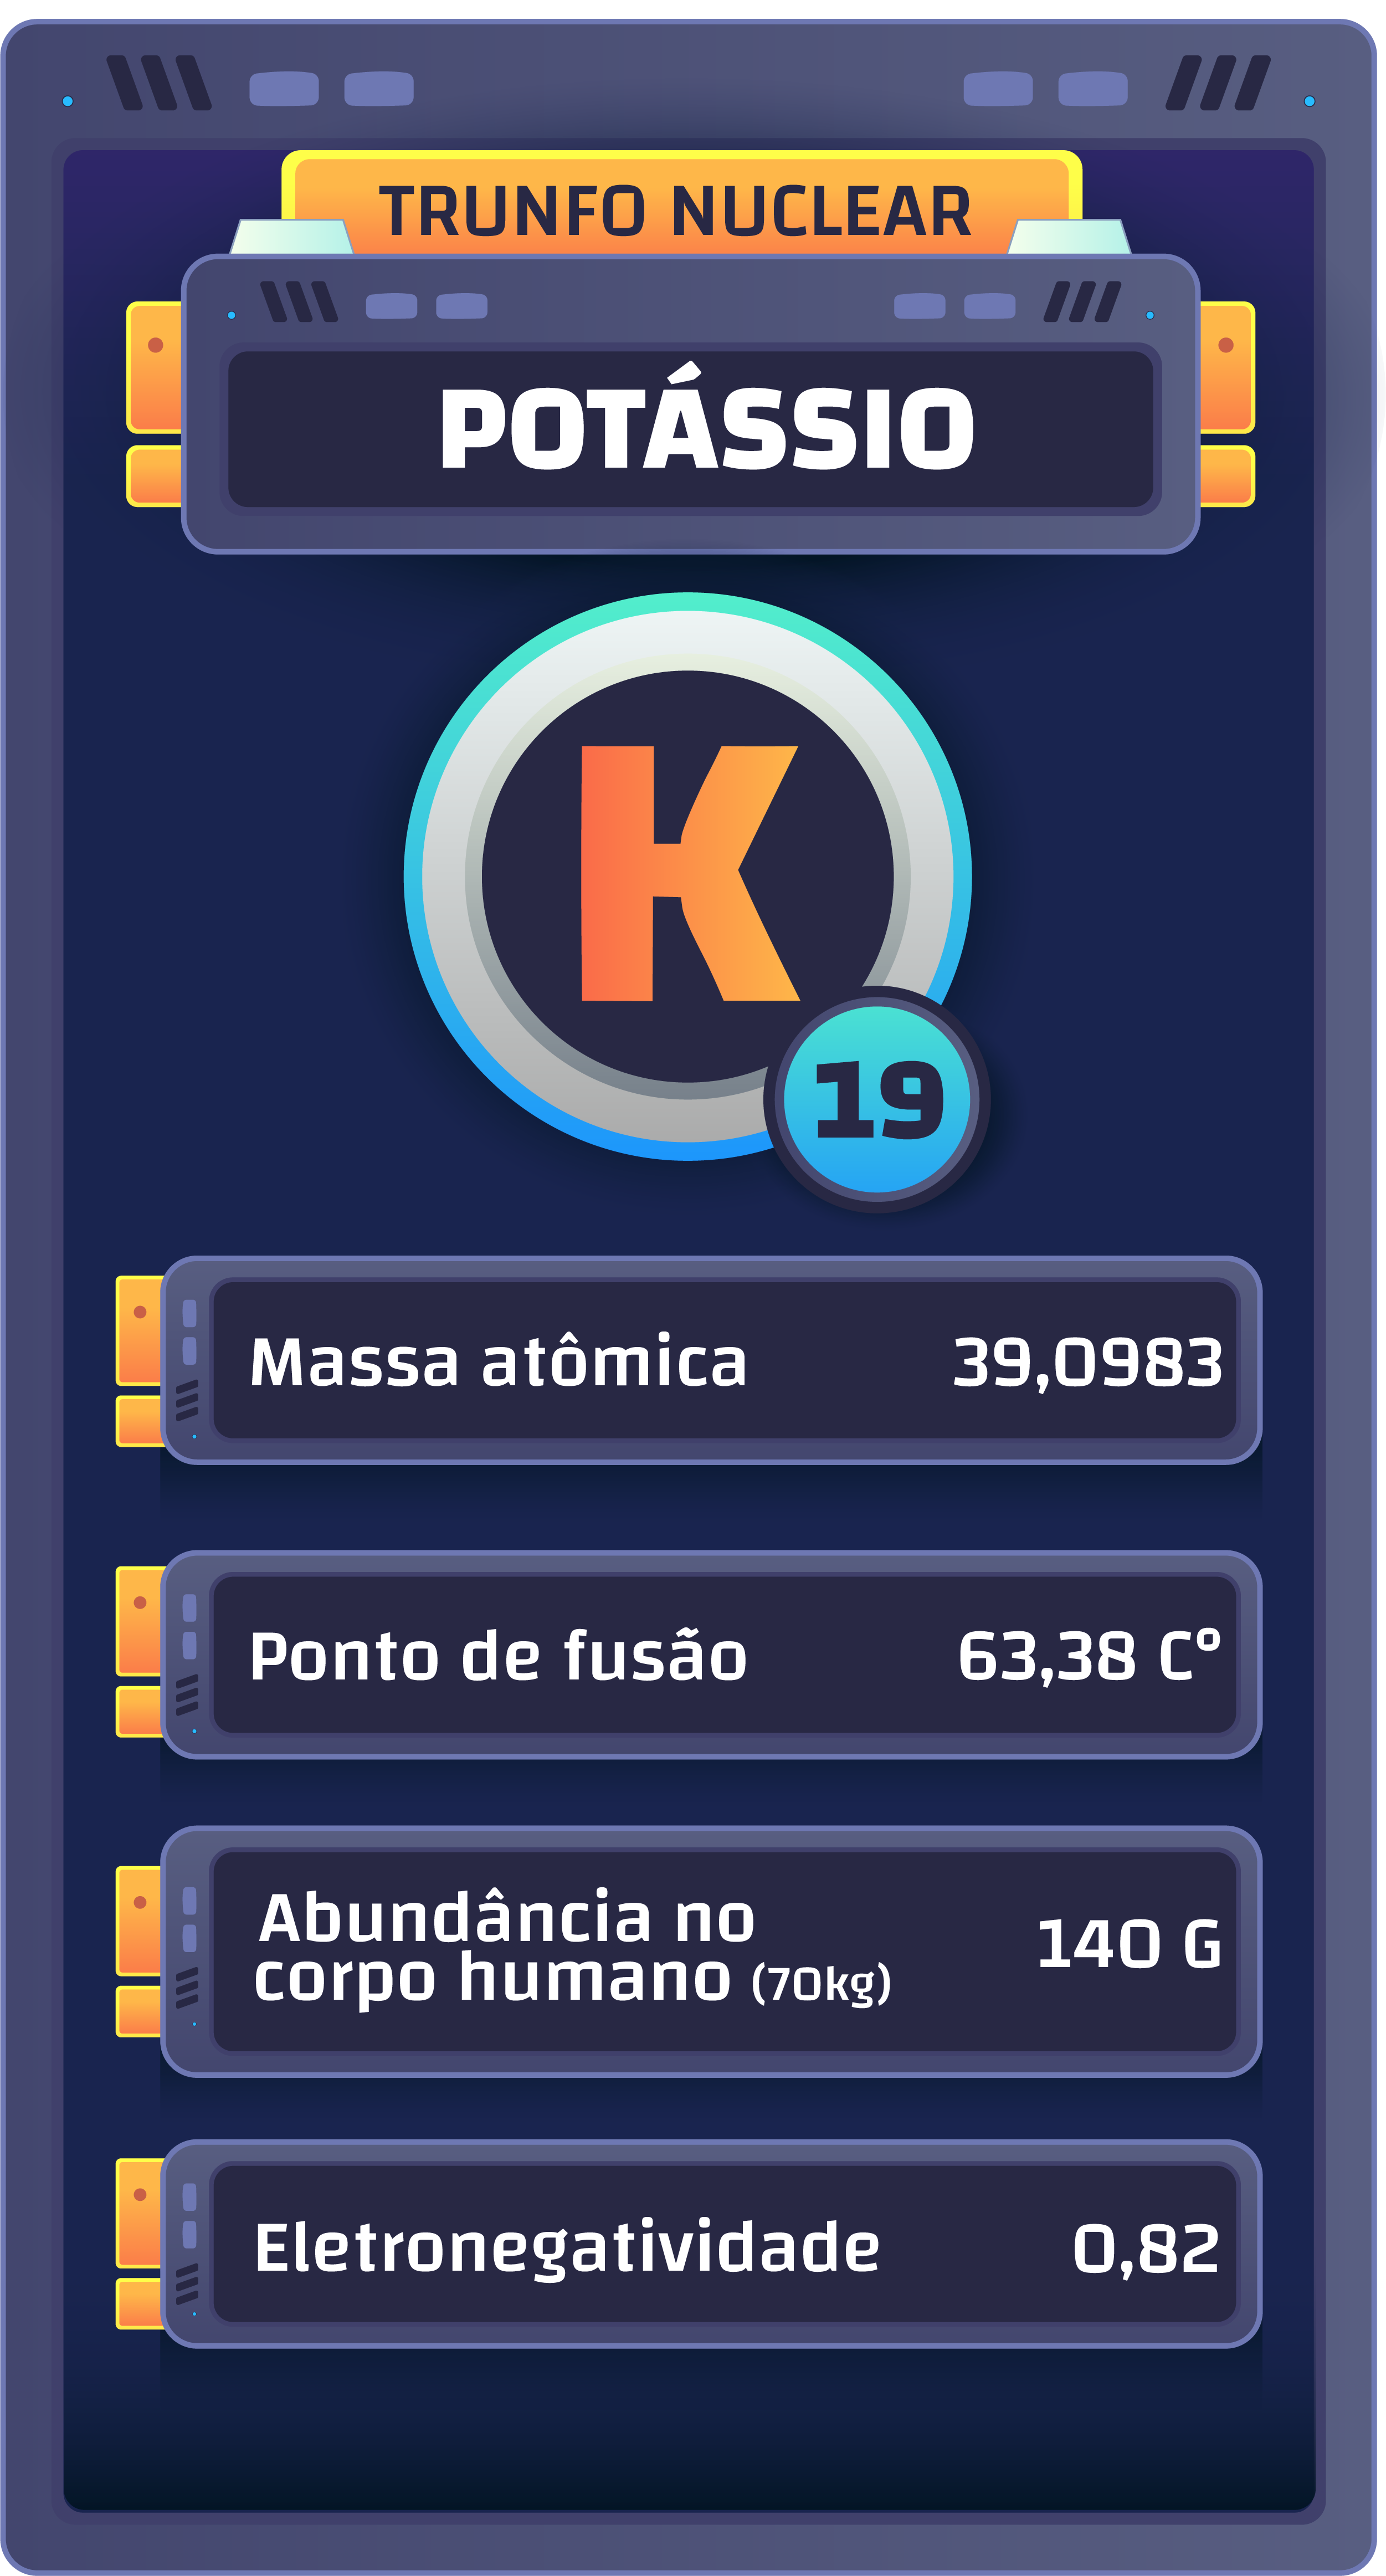 TRUNFO NUCLEAR
POTÁSSIO
K
19
Massa atômica 39,0983
Ponto de fusão 63,38 Cº
Abundância no
corpo humano (70kg) 140 G
Eletronegatividade 0,82